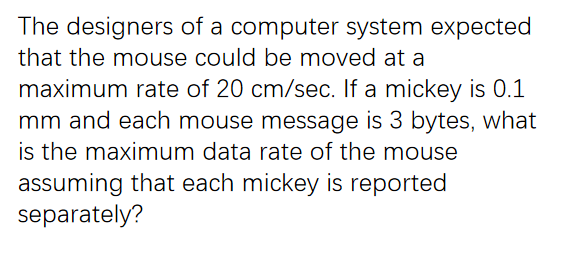 The designers of a computer system expected
that the mouse could be moved at a
maximum rate of 20 cm/sec. If a mickey is 0.1
mm and each mouse message is 3 bytes, what
is the maximum data rate of the mouse
assuming that each mickey is reported
separately?